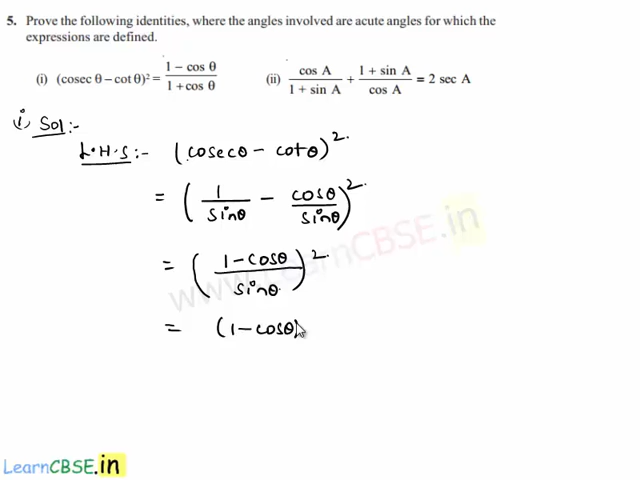 5. Prove the following identities, where the angles involved are acute angles for which the
expressions are defined.
(i) (cosec θ – cot θ)² = (1 – cos θ)/(1 + cos θ) (ii) cos A/(1 + sin A) + (1 + sin A)/cos A = 2 sec A
(i) Sol:-
L.H.S:- (cosecθ – cotθ)²
= (1/sinθ – cosθ/sinθ)²
= ((1 – cosθ)/sinθ)²
= (1 – cosθ)
www.LearnCBSE.in
LearnCBSE.in